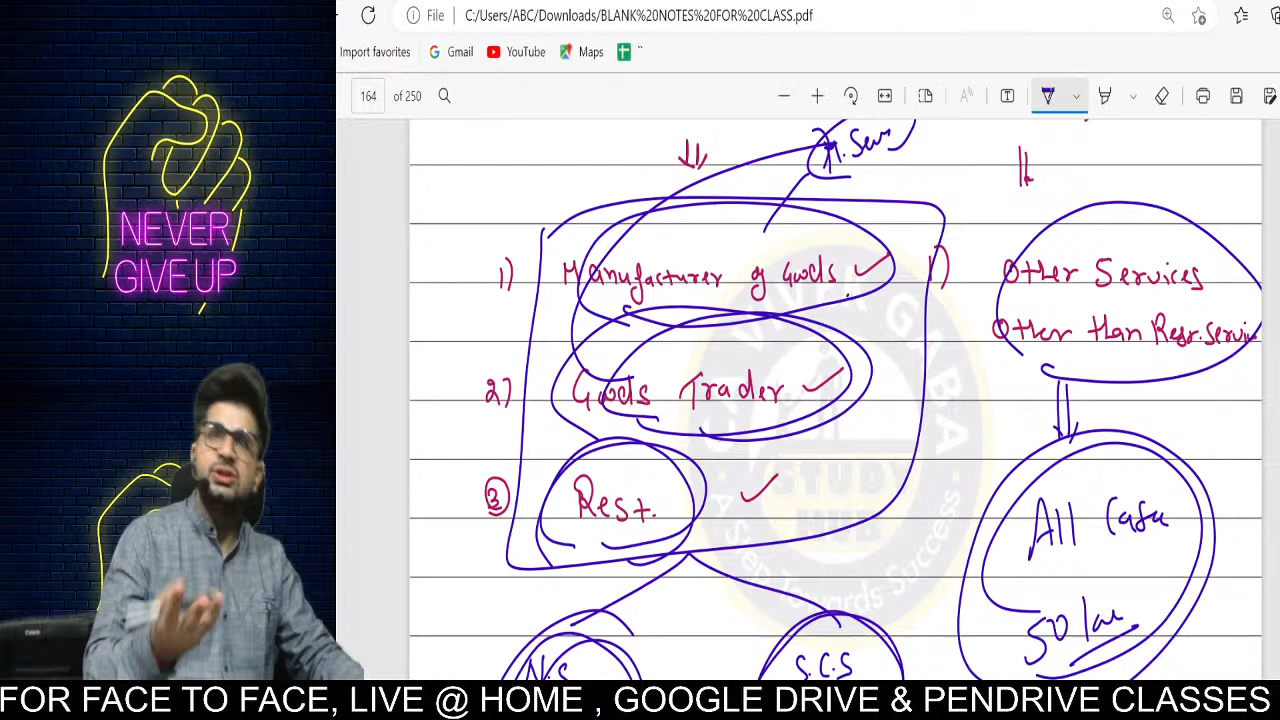 File
C:/Users/ABC/Downloads/BLANK%20NOTES%20FOR%20CLASS.pdf
Import favorites
Gmail
YouTube
Maps
164 of 250
1) Manufacturer of Goods
2) Goods Trader
3 Rest.
N.S
S.C.S
1) Other Services
Other than Rest. Servi
All
50
NEVER
GIVE UP
FOR FACE TO FACE, LIVE @ HOME , GOOGLE DRIVE & PENDRIVE CLASSES